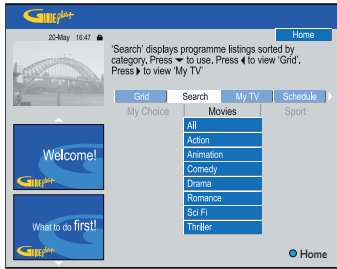 GUIDE plus+
20-May 16:47
Home
'Search' displays programme listings sorted by
category. Press to use. Press to view 'Grid'.
Press to view 'My TV'
Grid Search My TV Schedule
My Choice Movies Sport
All
Action
Animation
Comedy
Drama
Romance
Sci Fi
Thriller
Welcome!
GUIDE plus+
What to do first!
GUIDE plus+
Home